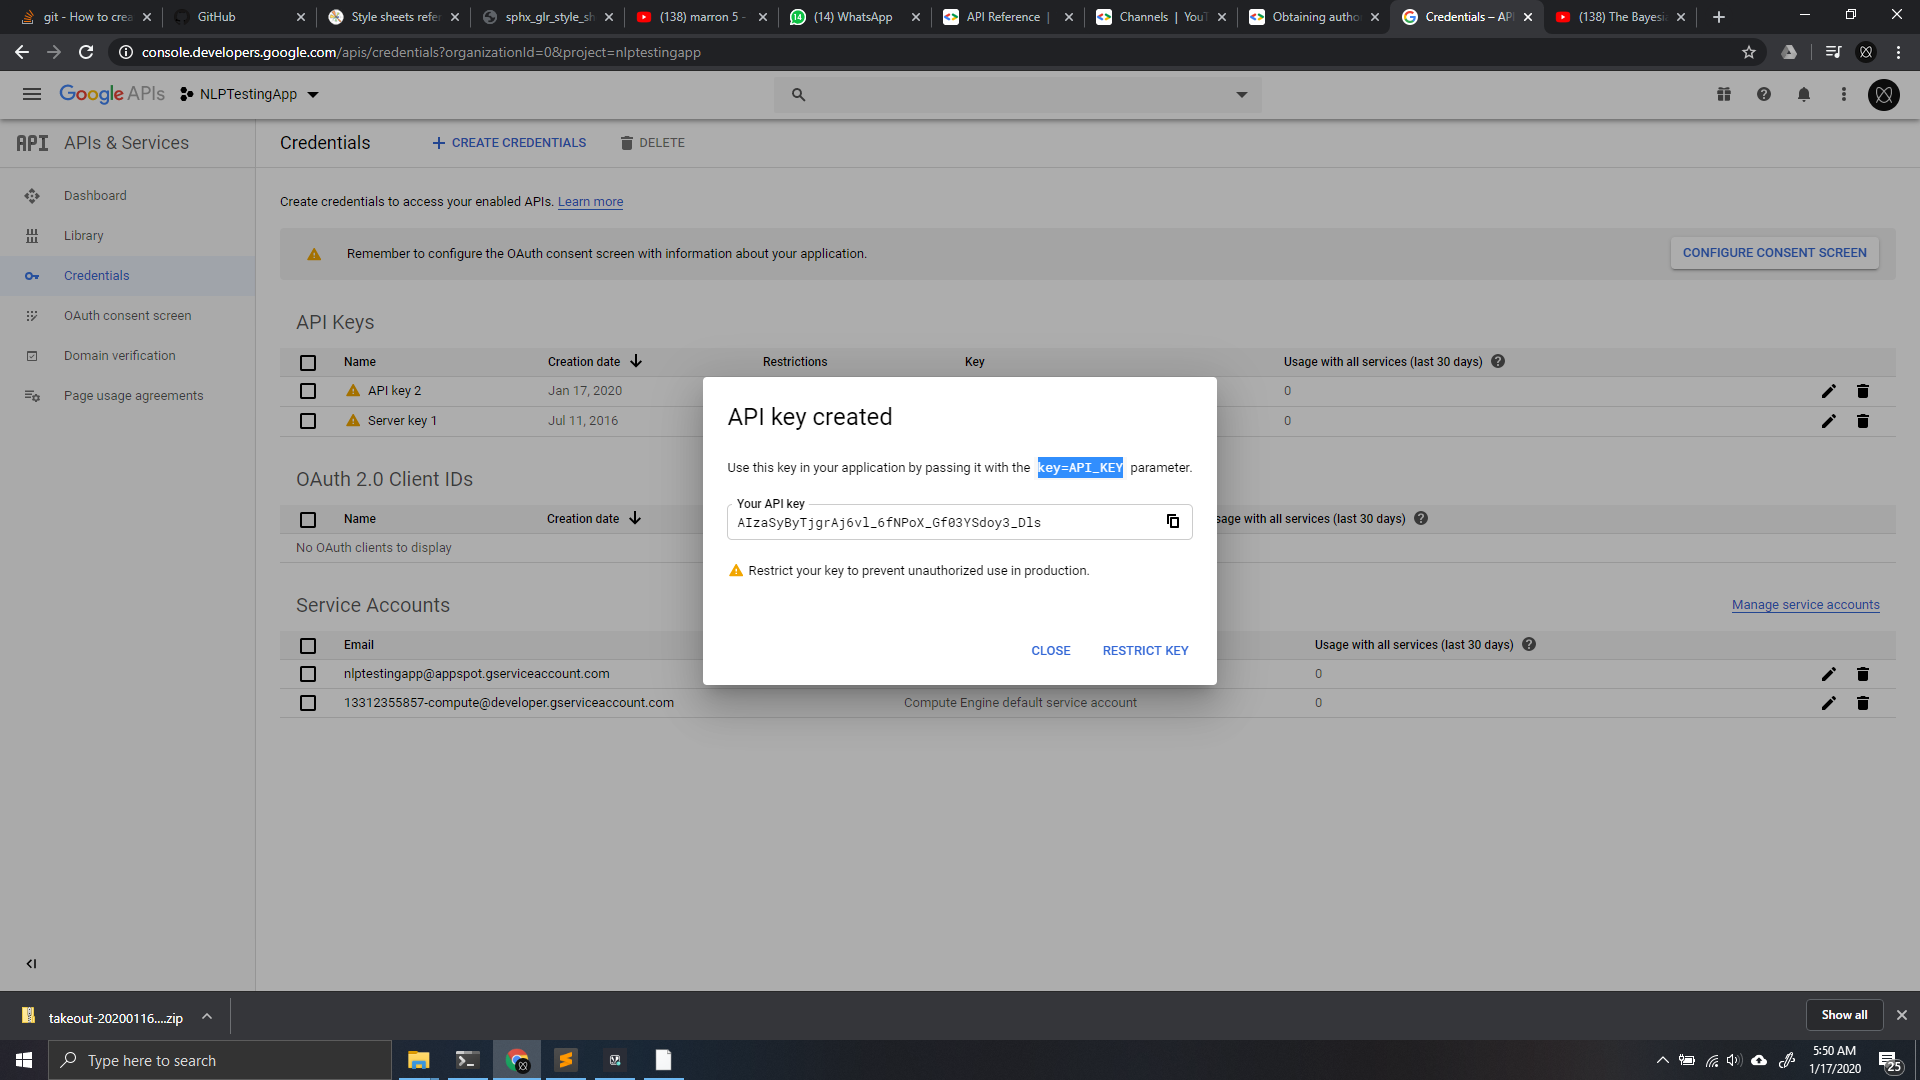 git - How to crea
GitHub
Style sheets refer
sphx_glr_style_sh
(138) marron 5 -
(14) WhatsApp
API Reference |
Channels | YouT
Obtaining autho
Credentials – API
(138) The Bayesi
console.developers.google.com/apis/credentials?organizationId=0&project=nlptestingapp
Google APIs
NLPTestingApp
API APIs & Services
Credentials
CREATE CREDENTIALS
DELETE
Dashboard
Library
Credentials
OAuth consent screen
Domain verification
Page usage agreements
Create credentials to access your enabled APIs. Learn more
Remember to configure the OAuth consent screen with information about your application.
CONFIGURE CONSENT SCREEN
API Keys
Name Creation date Restrictions Key Usage with all services (last 30 days)
API key 2 Jan 17, 2020 0
Server key 1 Jul 11, 2016 0
OAuth 2.0 Client IDs
Name Creation date sage with all services (last 30 days)
No OAuth clients to display
Service Accounts
Manage service accounts
Email Usage with all services (last 30 days)
nlptestingapp@appspot.gserviceaccount.com 0
13312355857-compute@developer.gserviceaccount.com Compute Engine default service account 0
API key created
Use this key in your application by passing it with the key=API_KEY parameter.
Your API key
AIzaSyByTjgrAj6vl_6fNPoX_Gf03YSdoy3_Dls
Restrict your key to prevent unauthorized use in production.
CLOSE
RESTRICT KEY
takeout-20200116....zip
Show all
Type here to search
5:50 AM
1/17/2020
25